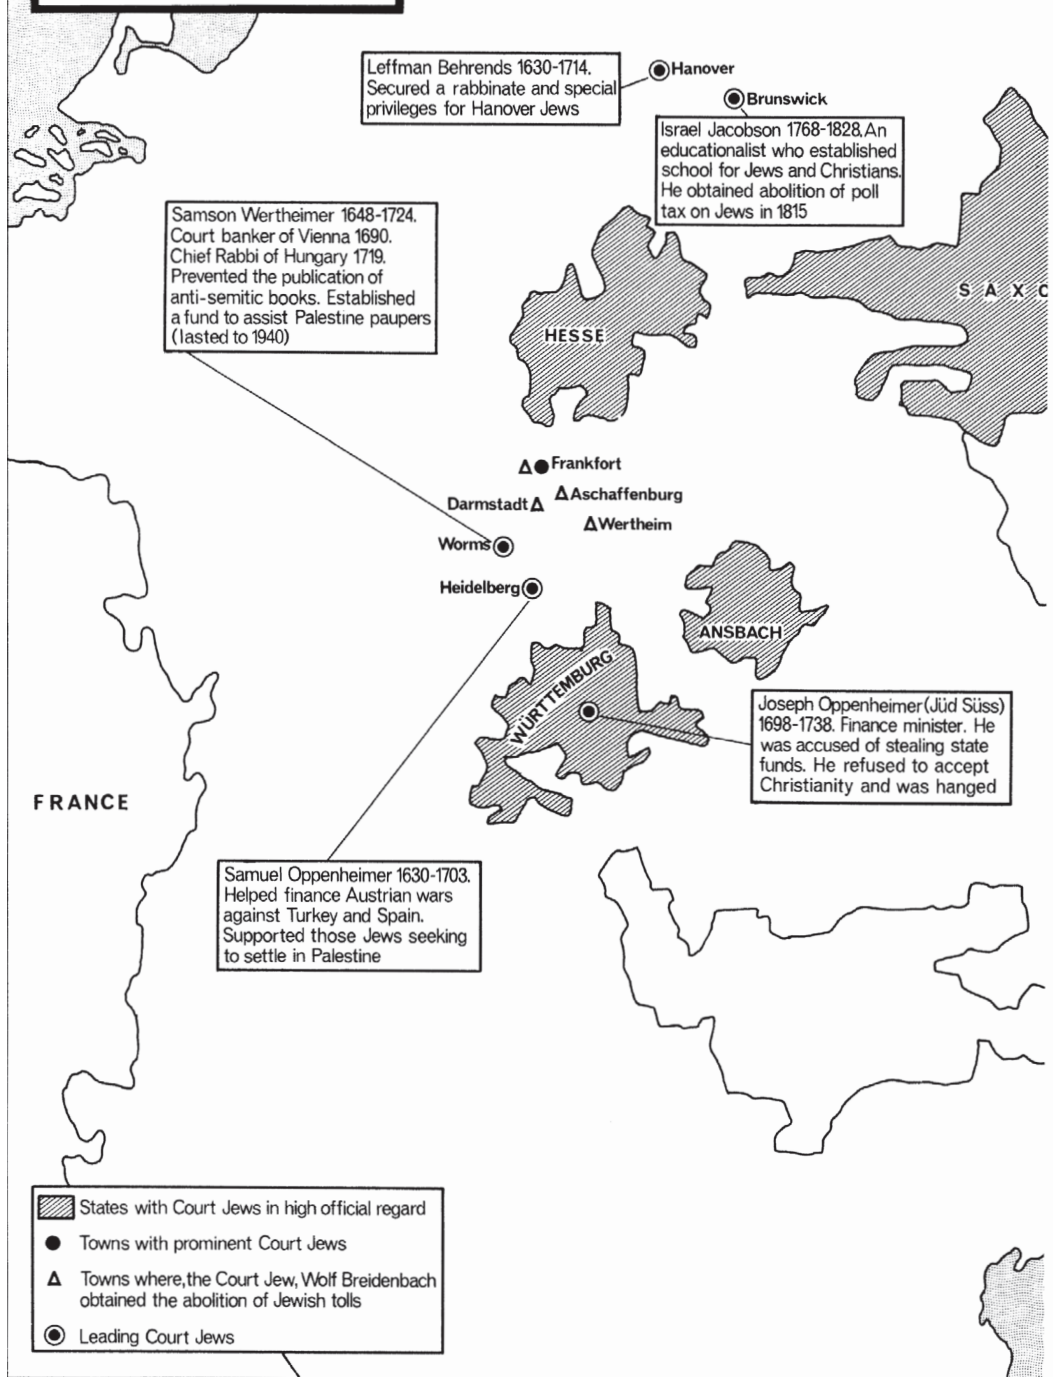 Leffman Behrends 1630-1714.
Secured a rabbinate and special
privileges for Hanover Jews
Hanover
Brunswick
Israel Jacobson 1768-1828. An
educationalist who established
school for Jews and Christians.
He obtained abolition of poll
tax on Jews in 1815
Samson Wertheimer 1648-1724.
Court banker of Vienna 1690.
Chief Rabbi of Hungary 1719.
Prevented the publication of
anti-semitic books. Established
a fund to assist Palestine paupers
(lasted to 1940)
SAXO
HESSE
Frankfort
Aschaffenburg
Darmstadt
Wertheim
Worms
Heidelberg
ANSBACH
WÜRTTEMBURG
Joseph Oppenheimer (Jüd Süss)
1698-1738. Finance minister. He
was accused of stealing state
funds. He refused to accept
Christianity and was hanged
FRANCE
Samuel Oppenheimer 1630-1703.
Helped finance Austrian wars
against Turkey and Spain.
Supported those Jews seeking
to settle in Palestine
States with Court Jews in high official regard
Towns with prominent Court Jews
Towns where, the Court Jew, Wolf Breidenbach
obtained the abolition of Jewish tolls
Leading Court Jews